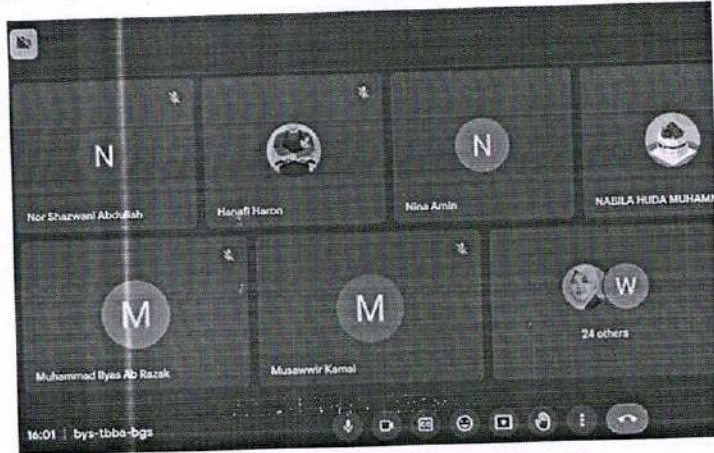 N
Nor Shazwani Abdullah
Hanafi Haron
N
Nina Amin
NABILA HUDA MUHAMM
M
Muhammad Ilyas Ab Razak
M
Musawwir Kamal
W
24 others
16:01 | bys-tbba-bgs